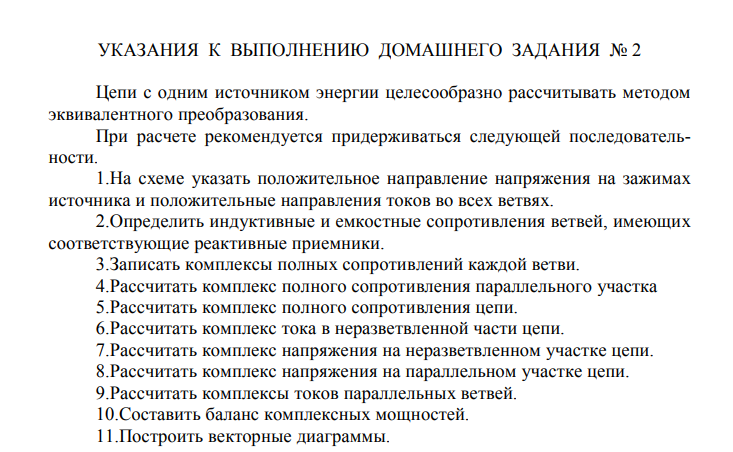 УКАЗАНИЯ К ВЫПОЛНЕНИЮ ДОМАШНЕГО ЗАДАНИЯ № 2
Цепи с одним источником энергии целесообразно рассчитывать методом
эквивалентного преобразования.
При расчете рекомендуется придерживаться следующей последователь-
ности.
1.На схеме указать положительное направление напряжения на зажимах
источника и положительные направления токов во всех ветвях.
2.Определить индуктивные и емкостные сопротивления ветвей, имеющих
соответствующие реактивные приемники.
3.Записать комплексы полных сопротивлений каждой ветви.
4.Рассчитать комплекс полного сопротивления параллельного участка
5.Рассчитать комплекс полного сопротивления цепи.
6.Рассчитать комплекс тока в неразветвленной части цепи.
7.Рассчитать комплекс напряжения на неразветвленном участке цепи.
8.Рассчитать комплекс напряжения на параллельном участке цепи.
9.Рассчитать комплексы токов параллельных ветвей.
10.Составить баланс комплексных мощностей.
11.Построить векторные диаграммы.